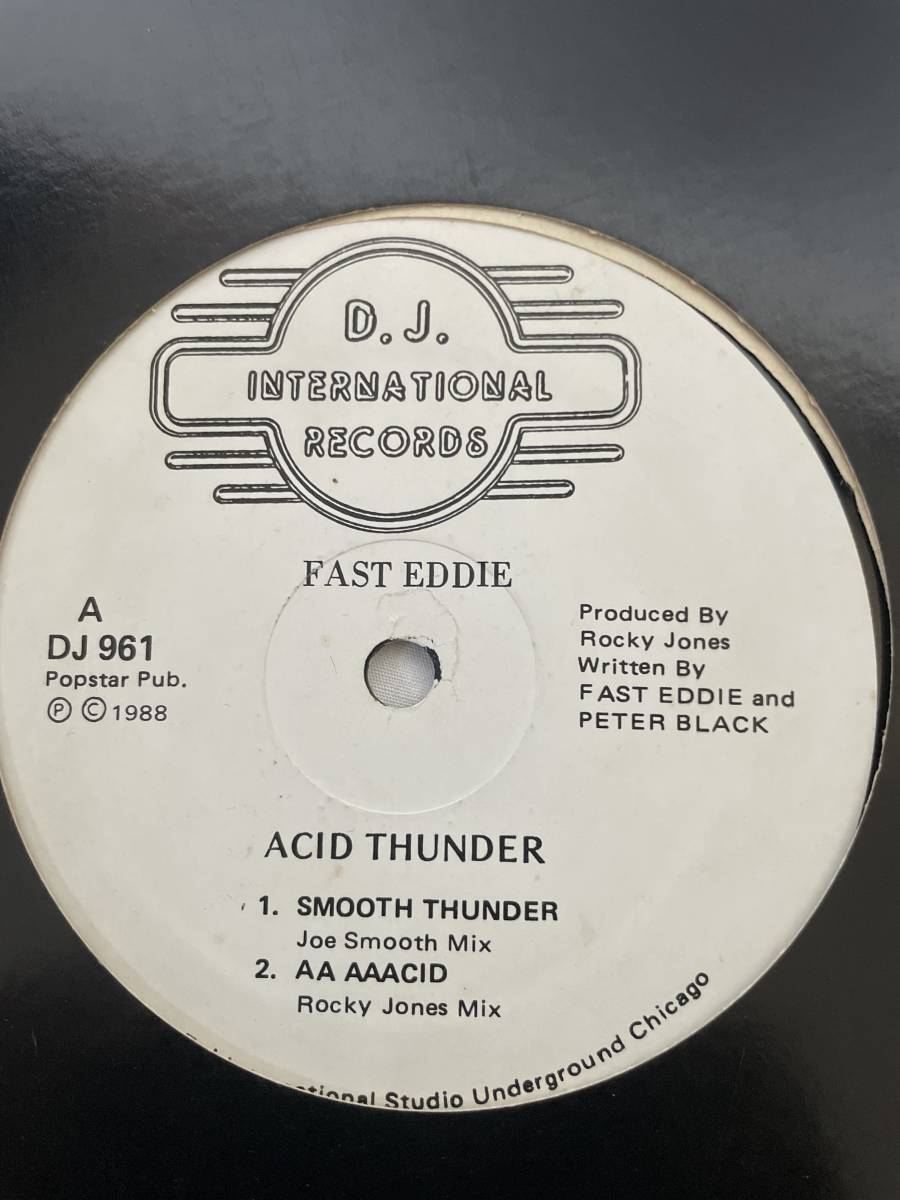 D.J.
INTERNATIONAL
RECORDS
FAST EDDIE
A
DJ 961
Popstar Pub.
Ⓟ © 1988
Produced By
Rocky Jones
Written By
FAST EDDIE and
PETER BLACK
ACID THUNDER
1. SMOOTH THUNDER
Joe Smooth Mix
2. AA AAACID
Rocky Jones Mix
Studio Underground Chicago